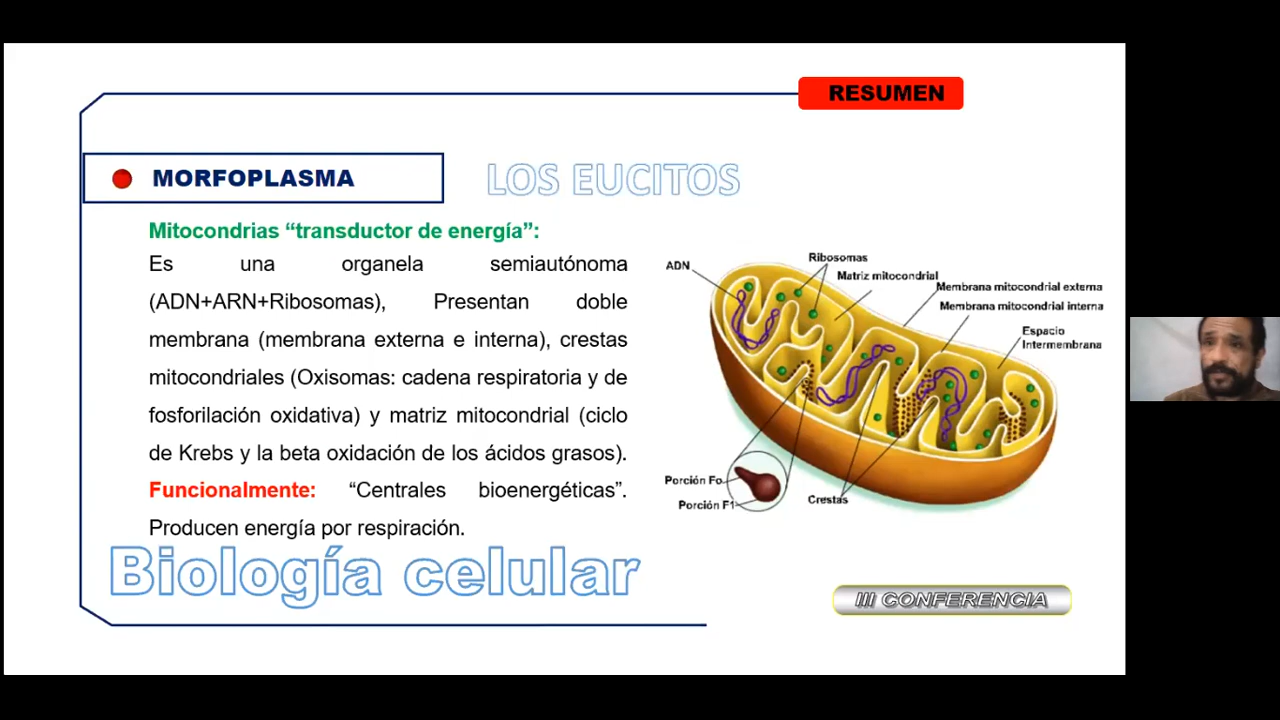 RESUMEN
MORFOPLASMA
LOS EUCITOS
Mitocondrias “transductor de energía”:
Es una organela semiautónoma
(ADN+ARN+Ribosomas), Presentan doble
membrana (membrana externa e interna), crestas
mitocondriales (Oxisomas: cadena respiratoria y de
fosforilación oxidativa) y matriz mitocondrial (ciclo
de Krebs y la beta oxidación de los ácidos grasos).
Funcionalmente: “Centrales bioenergéticas”.
Producen energía por respiración.
ADN
Ribosomas
Matriz mitocondrial
Membrana mitocondrial externa
Membrana mitocondrial interna
Espacio
Intermembrana
Porción Fo
Porción F1
Crestas
Biología celular
III CONFERENCIA